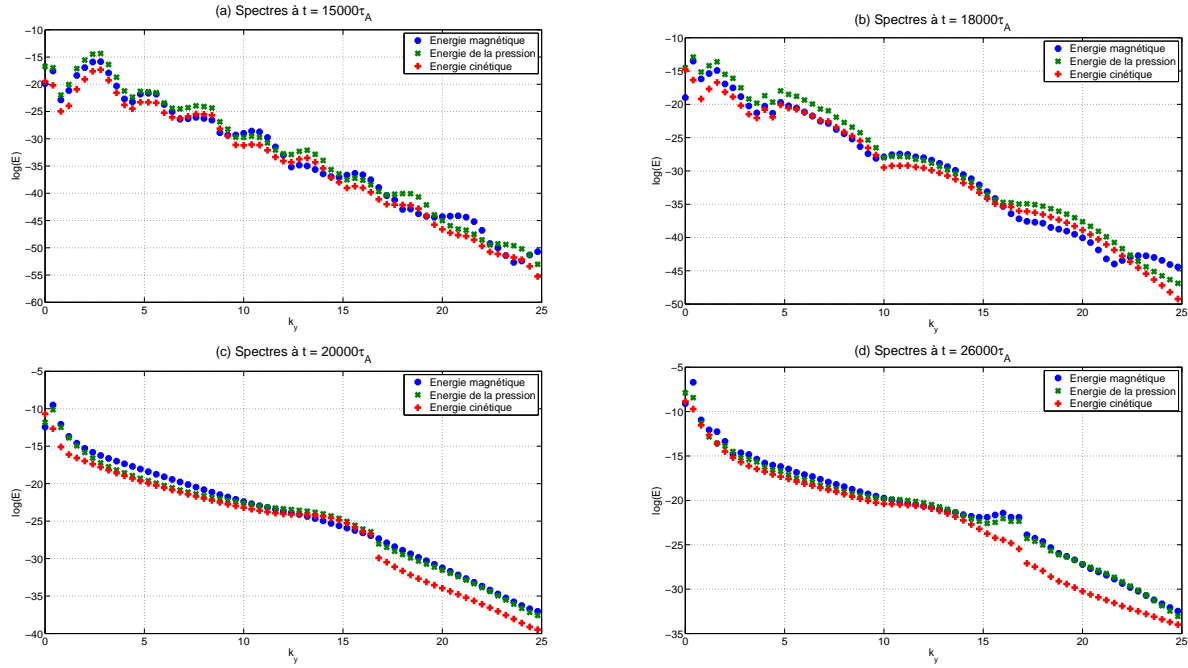 (a) Spectres à t = 15000τ_A
−10
−15
−20
−25
−30
−35
−40
−45
−50
−55
−60
log(E)
0
5
10
15
20
25
k_y
Energie magnétique
Energie de la pression
Energie cinétique
(b) Spectres à t = 18000τ_A
−10
−15
−20
−25
−30
−35
−40
−45
−50
log(E)
0
5
10
15
20
25
k_y
Energie magnétique
Energie de la pression
Energie cinétique
(c) Spectres à t = 20000τ_A
−5
−10
−15
−20
−25
−30
−35
−40
log(E)
0
5
10
15
20
25
k_y
Energie magnétique
Energie de la pression
Energie cinétique
(d) Spectres à t = 26000τ_A
−5
−10
−15
−20
−25
−30
−35
log(E)
0
5
10
15
20
25
k_y
Energie magnétique
Energie de la pression
Energie cinétique